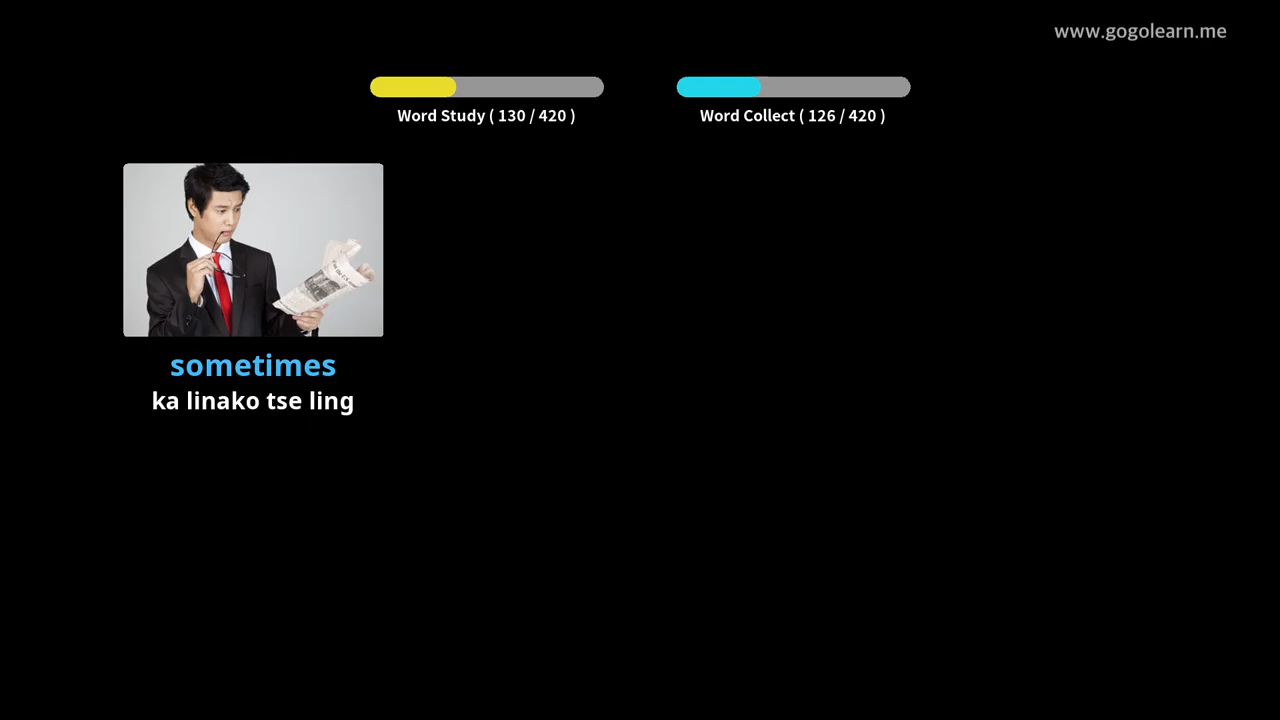 www.gogolearn.me
Word Study ( 130 / 420 )
Word Collect ( 126 / 420 )
sometimes
ka linako tse ling